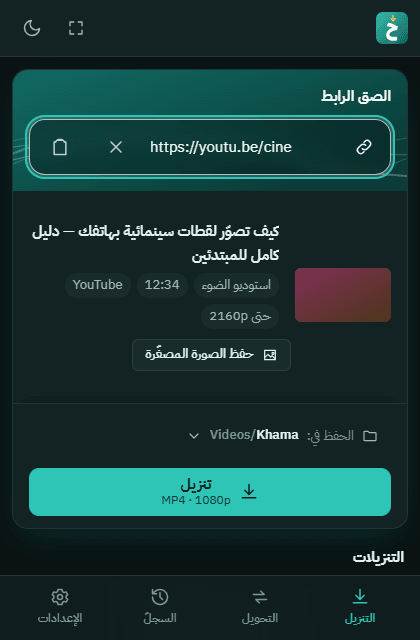 خ
الصق الرابط
https://youtu.be/cine
كيف تصوّر لقطات سينمائية بهاتفك — دليل
كامل للمبتدئين
استوديو الضوء 12:34 YouTube
حتى 2160p
حفظ الصورة المصغّرة
الحفظ في: Videos/Khama
تنزيل
MP4 · 1080p
التنزيلات
التنزيل التحويل السجلّ الإعدادات